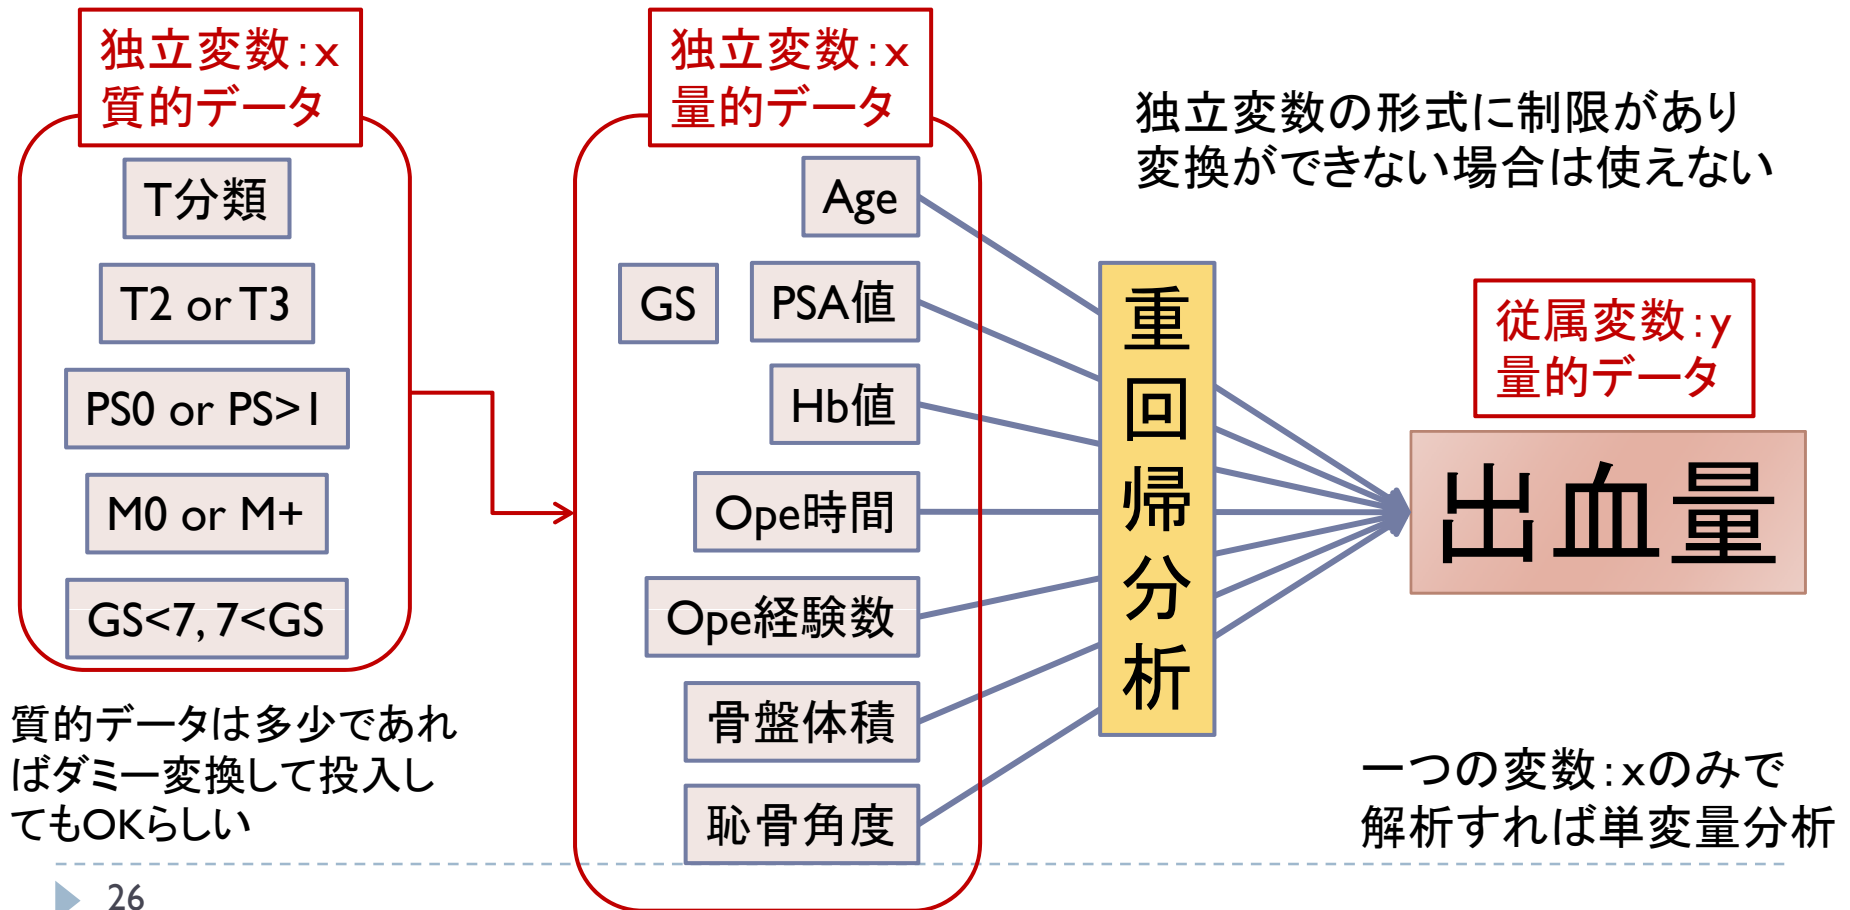 独立変数：x
質的データ
T分類
T2 or T3
PS0 or PS>1
M0 or M+
GS<7, 7<GS
質的データは多少であれ
ばダミー変換して投入し
てもOKらしい
独立変数：x
量的データ
Age
GS
PSA値
Hb値
Ope時間
Ope経験数
骨盤体積
恥骨角度
重
回
帰
分
析
独立変数の形式に制限があり
変換ができない場合は使えない
従属変数：y
量的データ
出血量
一つの変数：xのみで
解析すれば単変量分析
26